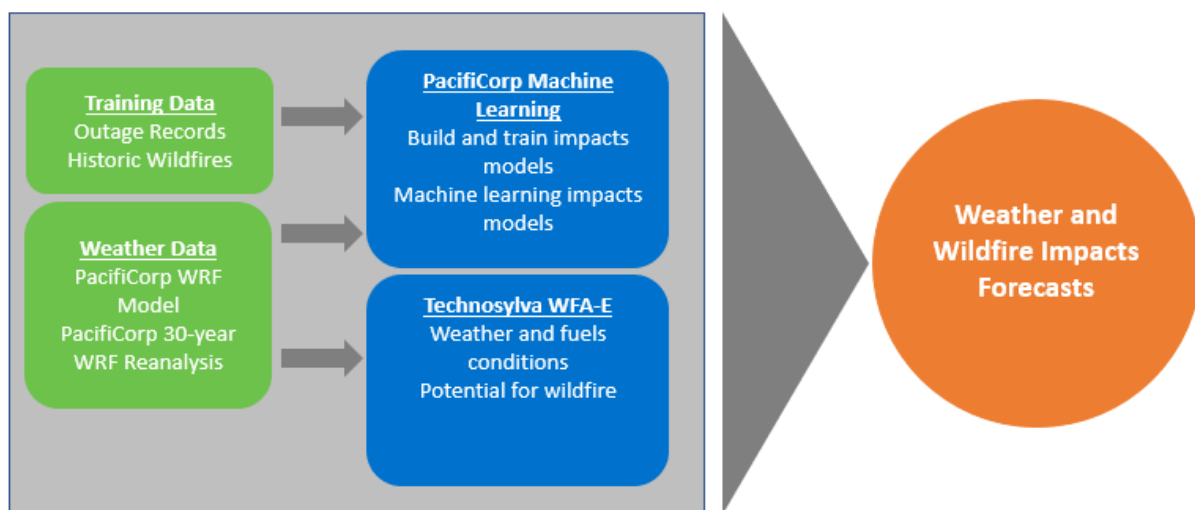 Training Data
Outage Records
Historic Wildfires
Weather Data
PacifiCorp WRF
Model
PacifiCorp 30-year
WRF Reanalysis
PacifiCorp Machine
Learning
Build and train impacts
models
Machine learning impacts
models
Technosylva WFA-E
Weather and fuels
conditions
Potential for wildfire
Weather and
Wildfire Impacts
Forecasts